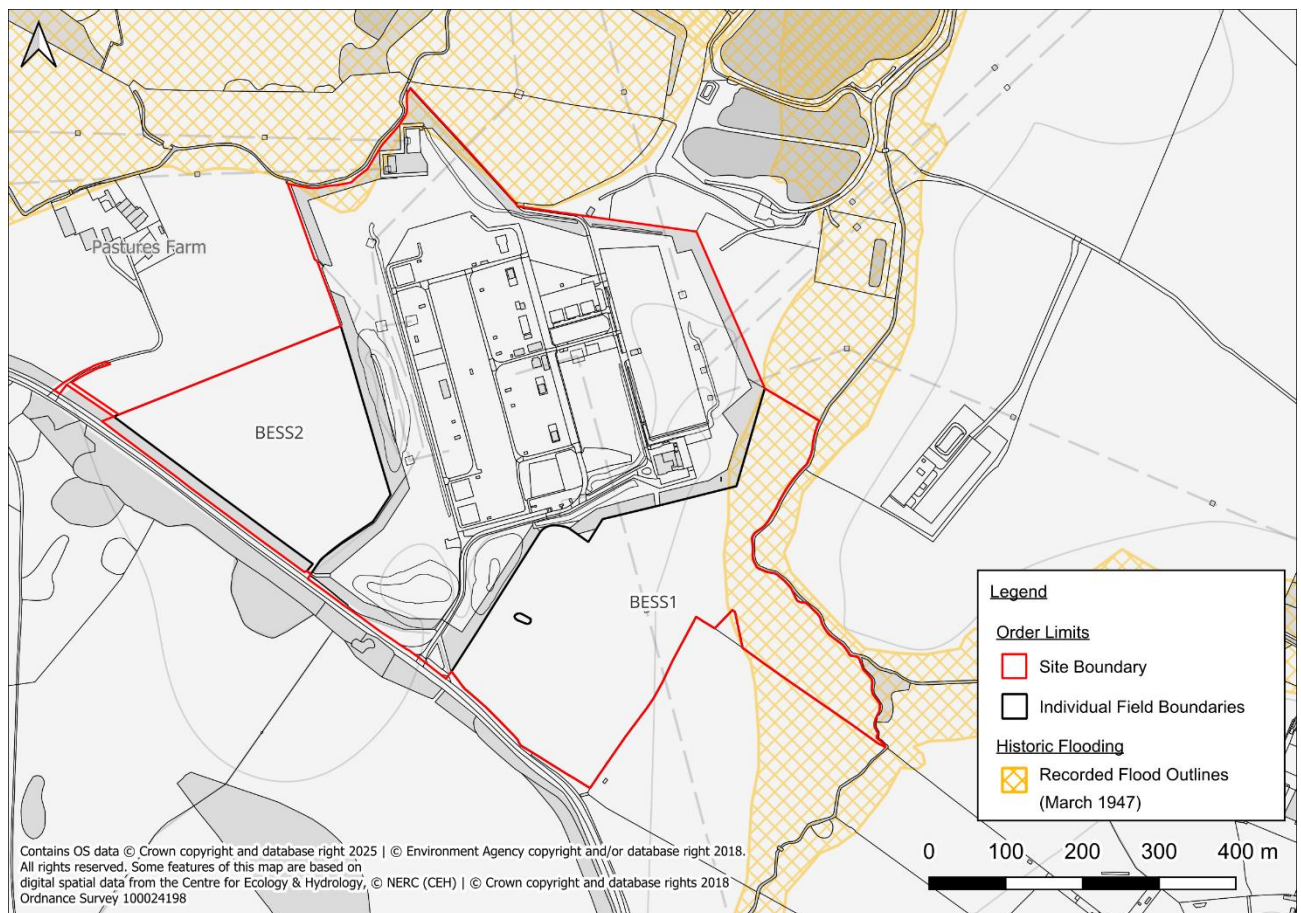 Pastures Farm
BESS2
BESS1
Legend
Order Limits
Site Boundary
Individual Field Boundaries
Historic Flooding
Recorded Flood Outlines
(March 1947)
Contains OS data © Crown copyright and database right 2025 | © Environment Agency copyright and/or database right 2018.
All rights reserved. Some features of this map are based on
digital spatial data from the Centre for Ecology & Hydrology, © NERC (CEH) | © Crown copyright and database rights 2018
Ordnance Survey 100024198
0 100 200 300 400 m